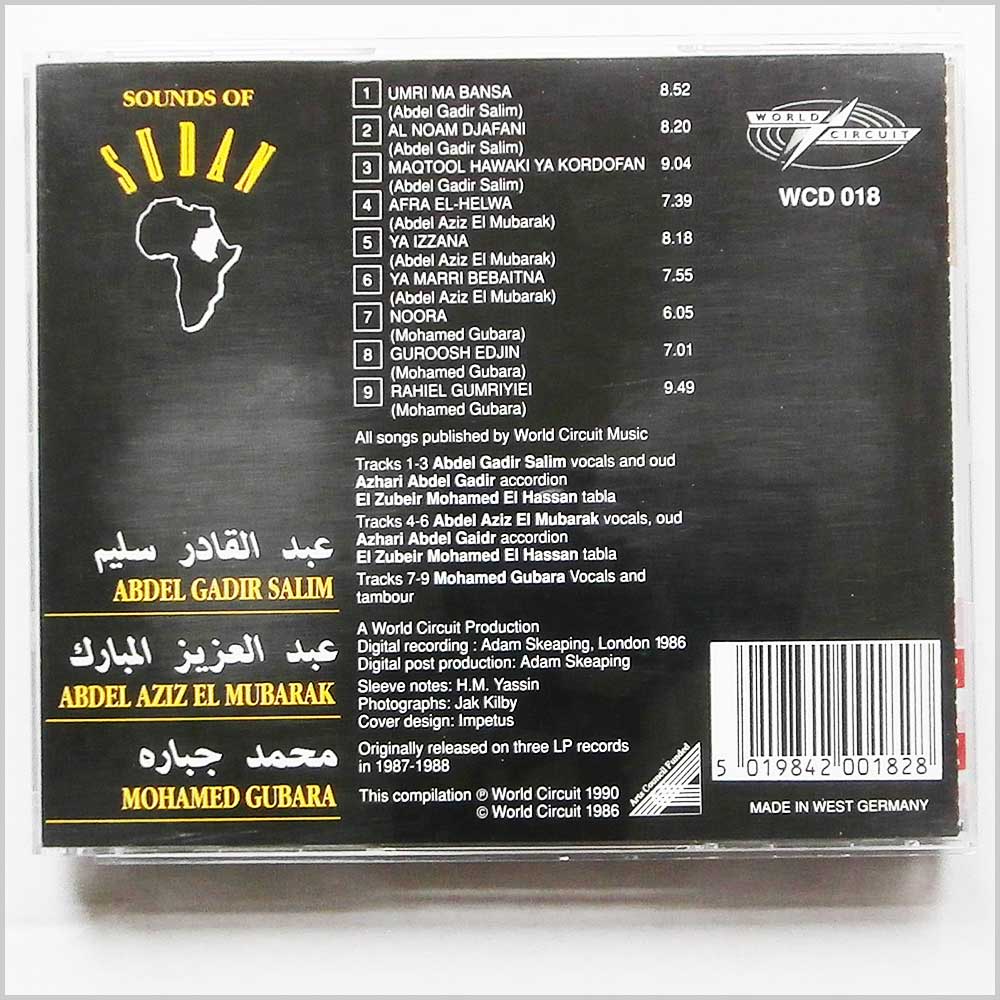 SOUNDS OF
SUDAN
عبد القادر سليم
ABDEL GADIR SALIM
عبد العزيز المبارك
ABDEL AZIZ EL MUBARAK
محمد جباره
MOHAMED GUBARA
1 UMRI MA BANSA 8.52
(Abdel Gadir Salim)
2 AL NOAM DJAFANI 8.20
(Abdel Gadir Salim)
3 MAQTOOL HAWAKI YA KORDOFAN 9.04
(Abdel Gadir Salim)
4 AFRA EL-HELWA 7.39
(Abdel Aziz El Mubarak)
5 YA IZZANA 8.18
(Abdel Aziz El Mubarak)
6 YA MARRI BEBAITNA 7.55
(Abdel Aziz El Mubarak)
7 NOORA 6.05
(Mohamed Gubara)
8 GUROOSH EDJIN 7.01
(Mohamed Gubara)
9 RAHIEL GUMRIYIEI 9.49
(Mohamed Gubara)
All songs published by World Circuit Music
Tracks 1-3 Abdel Gadir Salim vocals and oud
Azhari Abdel Gadir accordion
El Zubeir Mohamed El Hassan tabla
Tracks 4-6 Abdel Aziz El Mubarak vocals, oud
Azhari Abdel Gaidr accordion
El Zubeir Mohamed El Hassan tabla
Tracks 7-9 Mohamed Gubara Vocals and
tambour
A World Circuit Production
Digital recording : Adam Skeaping, London 1986
Digital post production: Adam Skeaping
Sleeve notes: H.M. Yassin
Photographs: Jak Kilby
Cover design: Impetus
Originally released on three LP records
in 1987-1988
This compilation ℗ World Circuit 1990
© World Circuit 1986
Arts Council Funded
WORLD CIRCUIT
WCD 018
5 019842 001828
MADE IN WEST GERMANY